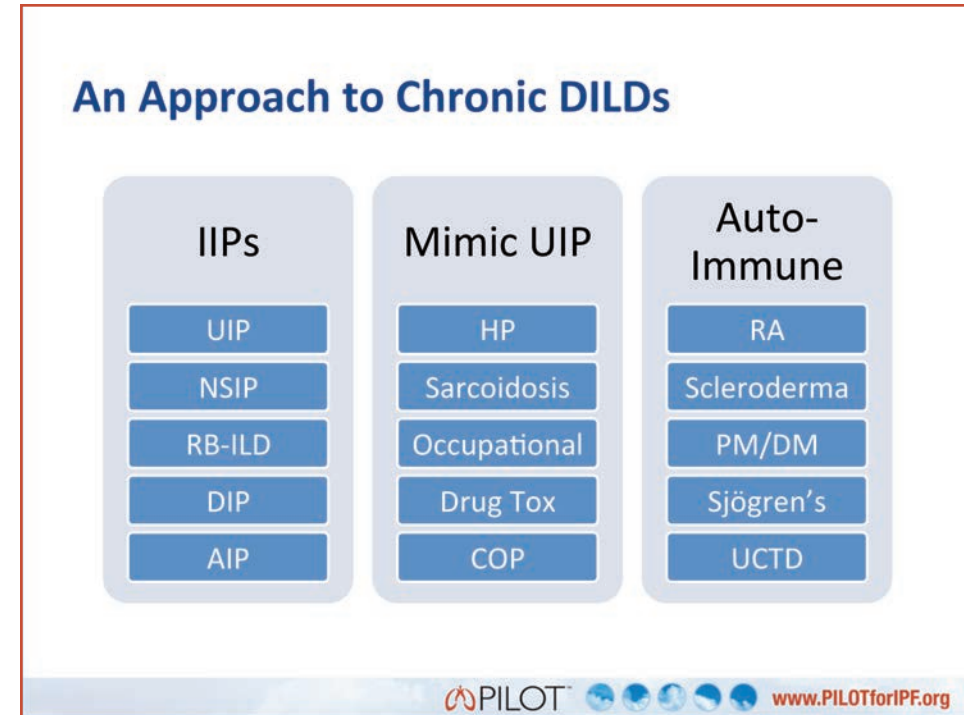 An Approach to Chronic DILDs
IIPs
UIP
NSIP
RB-ILD
DIP
AIP
Mimic UIP
HP
Sarcoidosis
Occupational
Drug Tox
COP
Auto-
Immune
RA
Scleroderma
PM/DM
Sjögren's
UCTD
PILOT™ www.PILOTforIPF.org